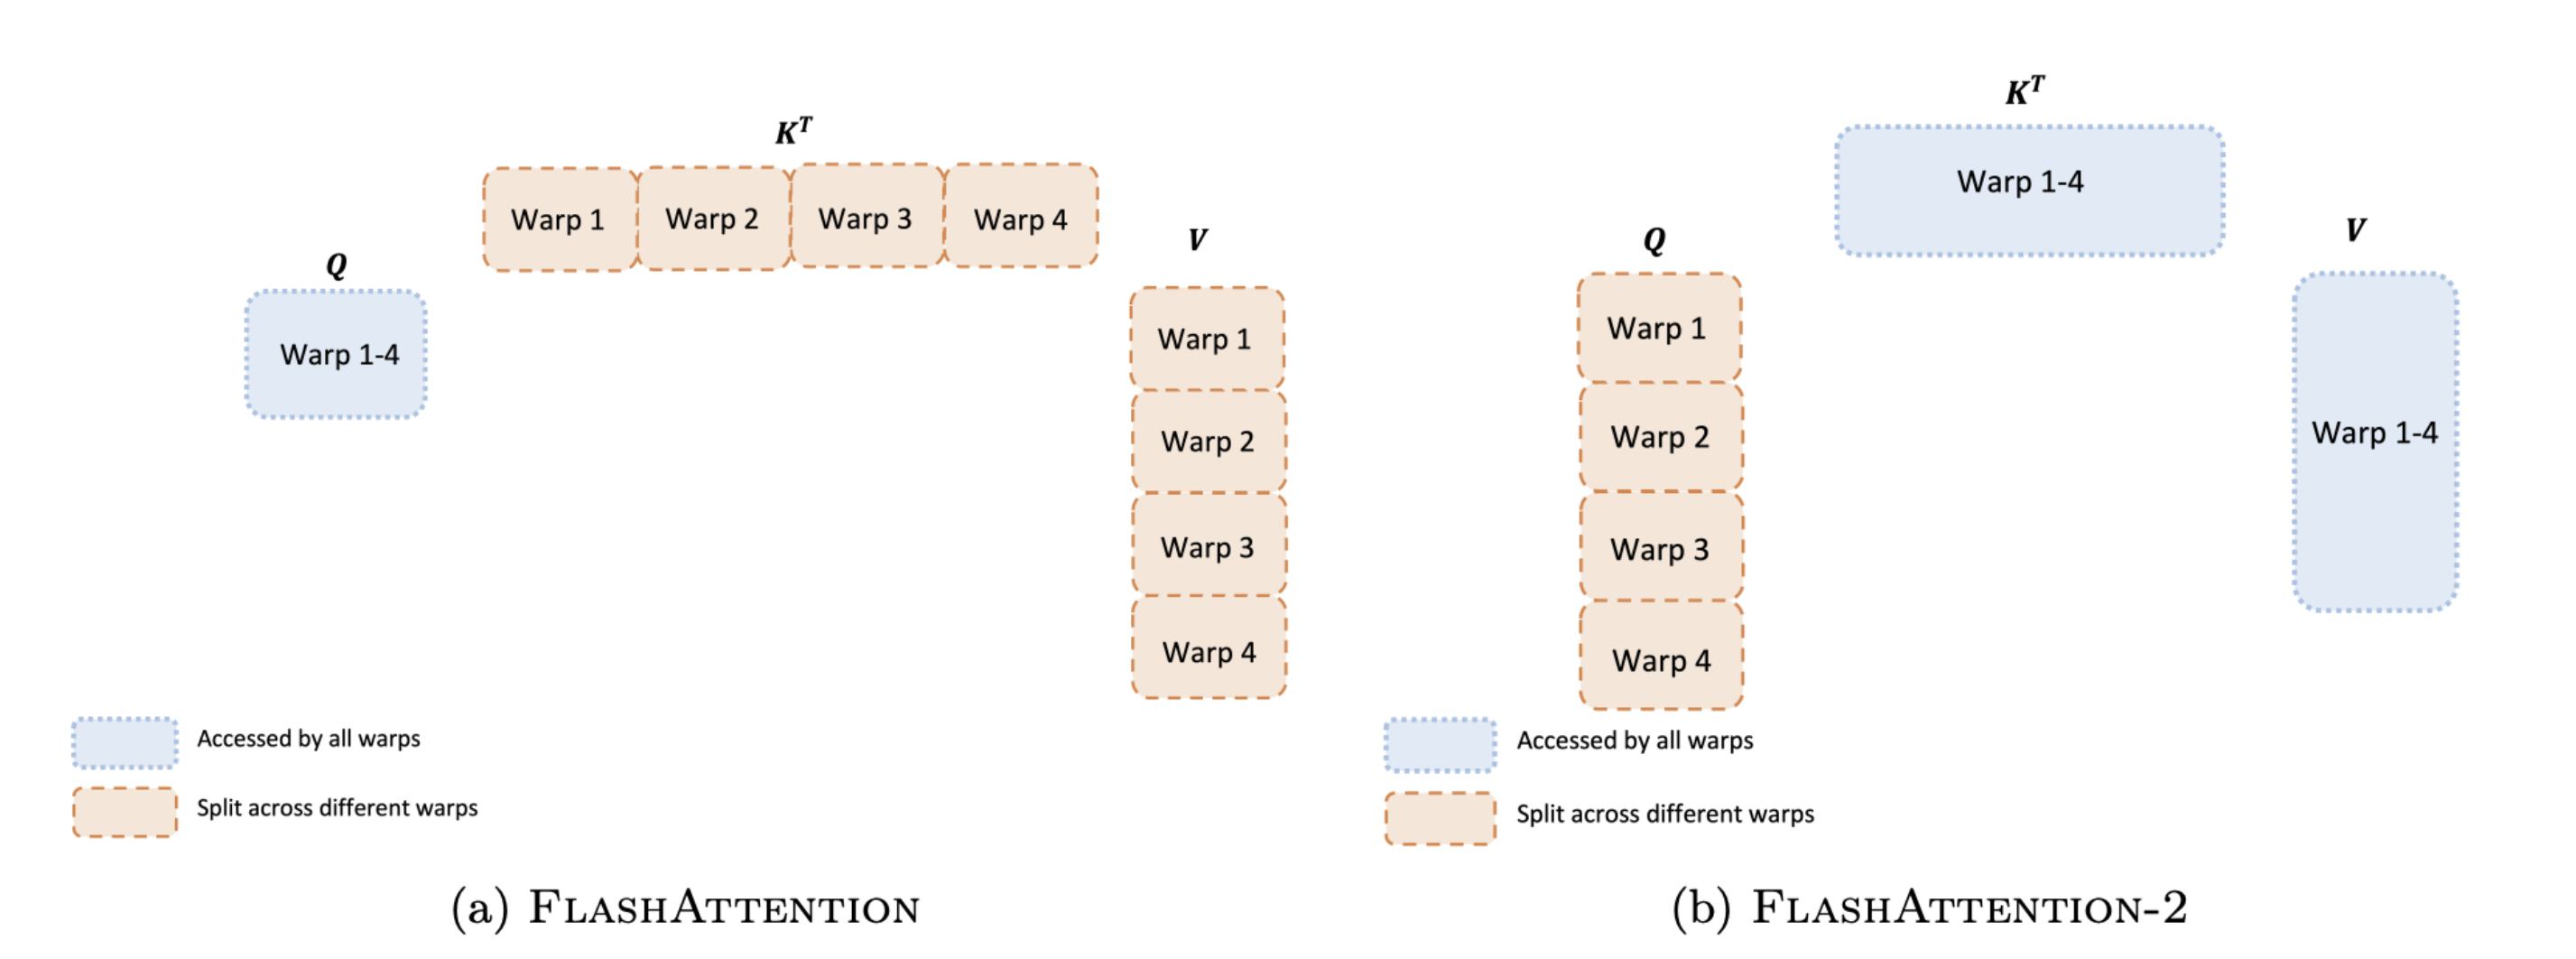 K^T
Warp 1
Warp 2
Warp 3
Warp 4
Q
Warp 1-4
V
Warp 1
Warp 2
Warp 3
Warp 4
Accessed by all warps
Split across different warps
(a) FLASHATTENTION
K^T
Warp 1-4
Q
Warp 1
Warp 2
Warp 3
Warp 4
V
Warp 1-4
Accessed by all warps
Split across different warps
(b) FLASHATTENTION-2